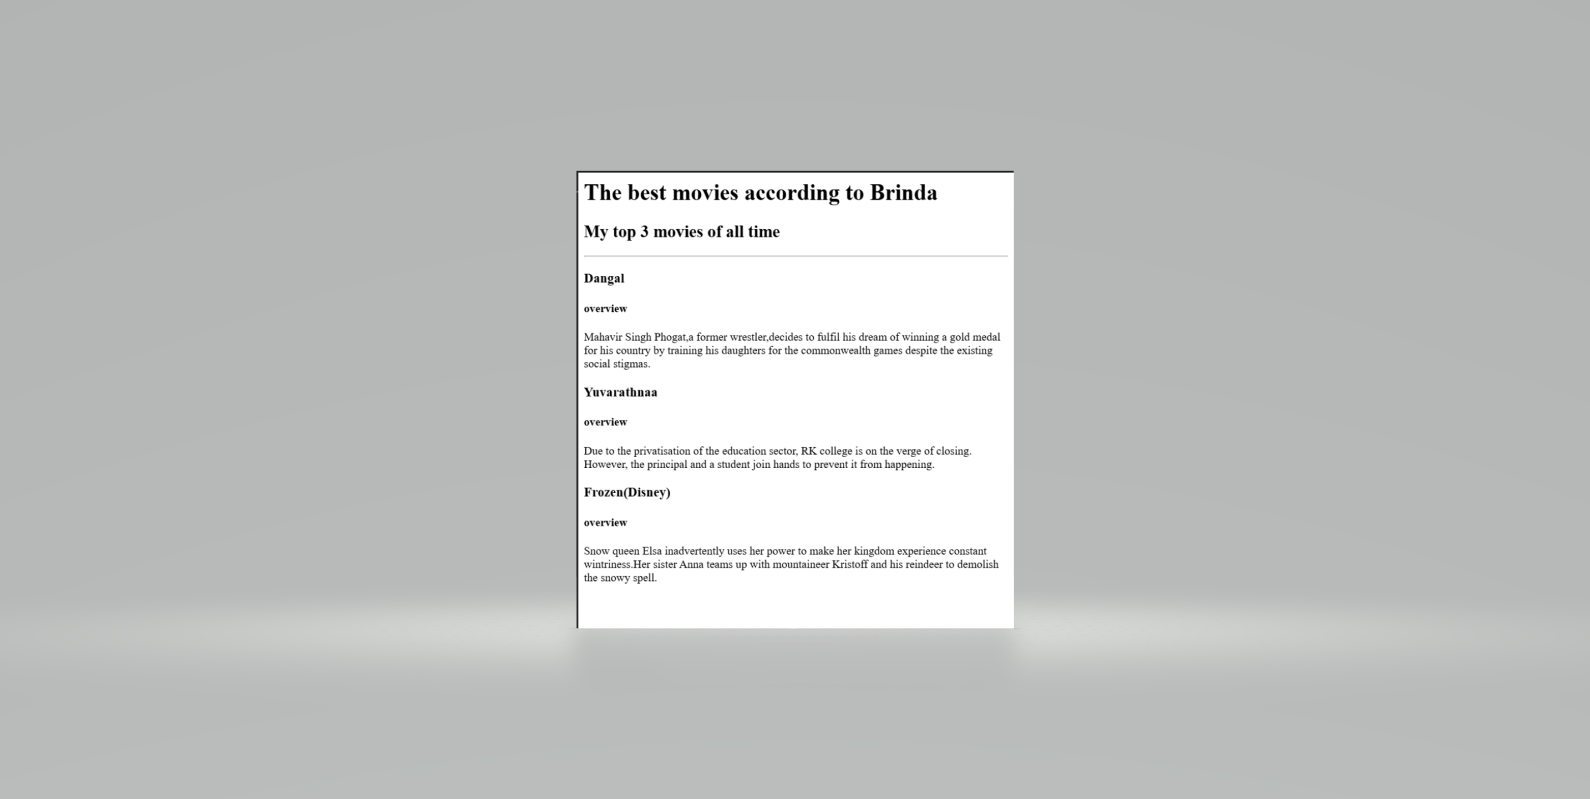 The best movies according to Brinda
My top 3 movies of all time
Dangal
overview
Mahavir Singh Phogat,a former wrestler,decides to fulfil his dream of winning a gold medal
for his country by training his daughters for the commonwealth games despite the existing
social stigmas.
Yuvarathnaa
overview
Due to the privatisation of the education sector, RK college is on the verge of closing.
However, the principal and a student join hands to prevent it from happening.
Frozen(Disney)
overview
Snow queen Elsa inadvertently uses her power to make her kingdom experience constant
wintriness.Her sister Anna teams up with mountaineer Kristoff and his reindeer to demolish
the snowy spell.